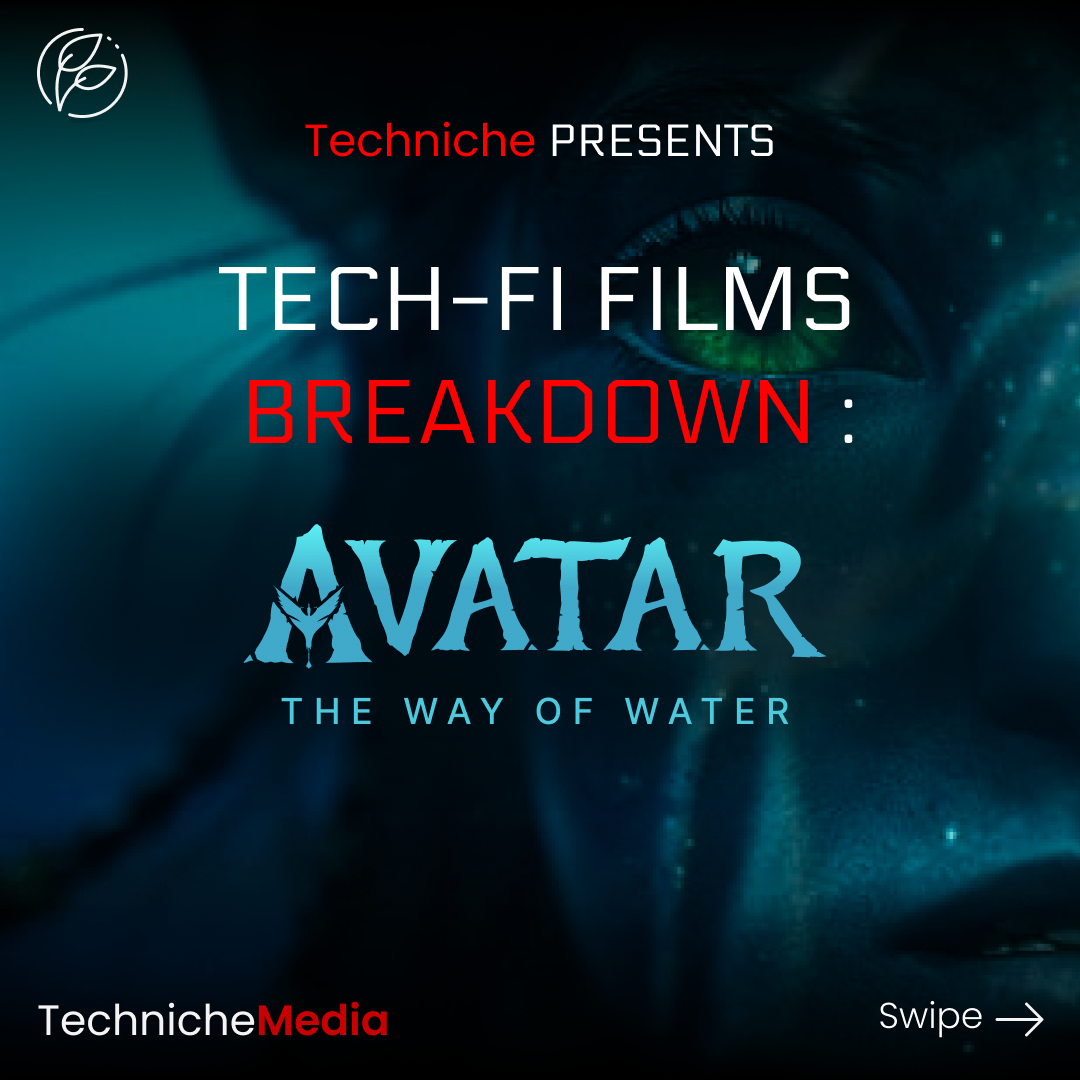 Techniche PRESENTS
TECH-FI FILMS
BREAKDOWN :
AVATAR
THE WAY OF WATER
TechnicheMedia
Swipe →